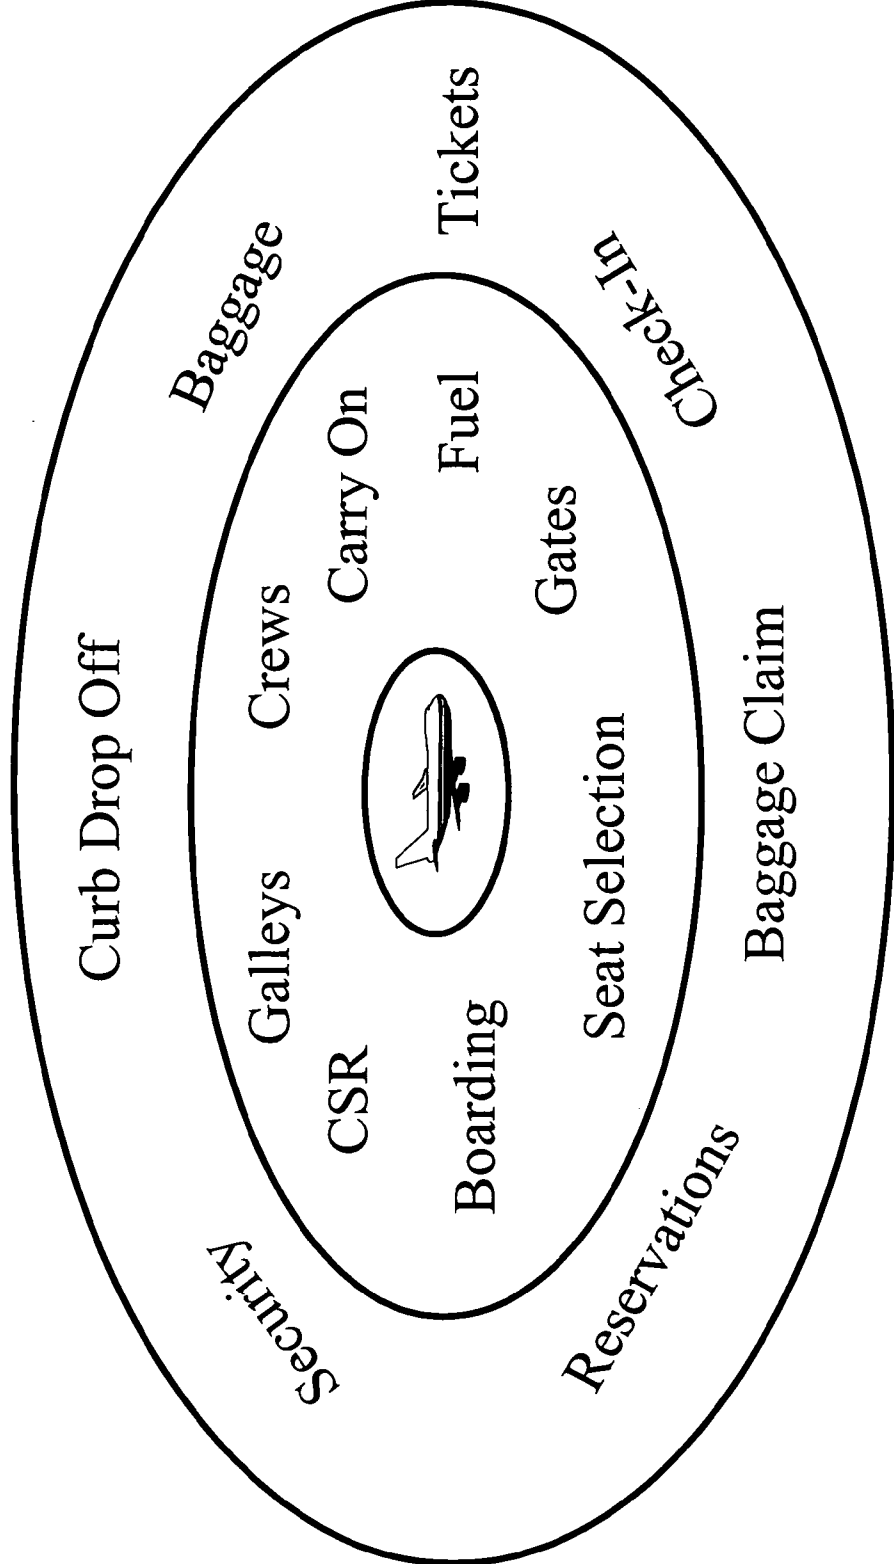 Curb Drop Off
Security
Baggage
Galleys
Crews
CSR
Carry On
Boarding
Fuel
Tickets
Seat Selection
Gates
Reservations
Check-In
Baggage Claim